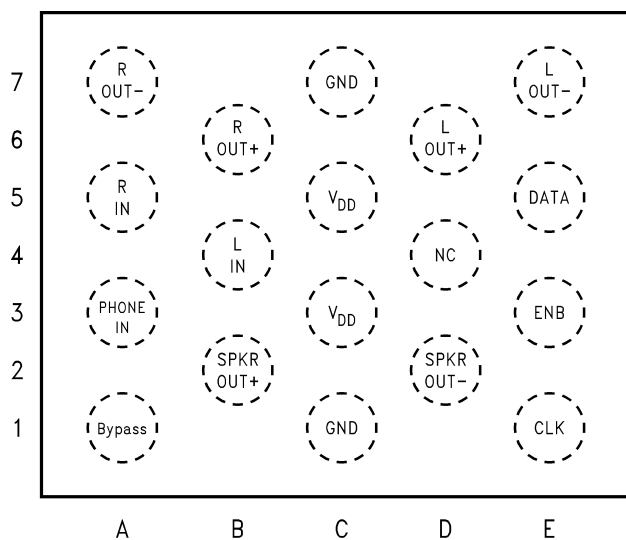 7
R
OUT-
GND
L
OUT-
6
R
OUT+
L
OUT+
5
R
IN
VDD
DATA
4
L
IN
NC
3
PHONE
IN
VDD
ENB
2
SPKR
OUT+
SPKR
OUT-
1
Bypass
GND
CLK
A B C D E